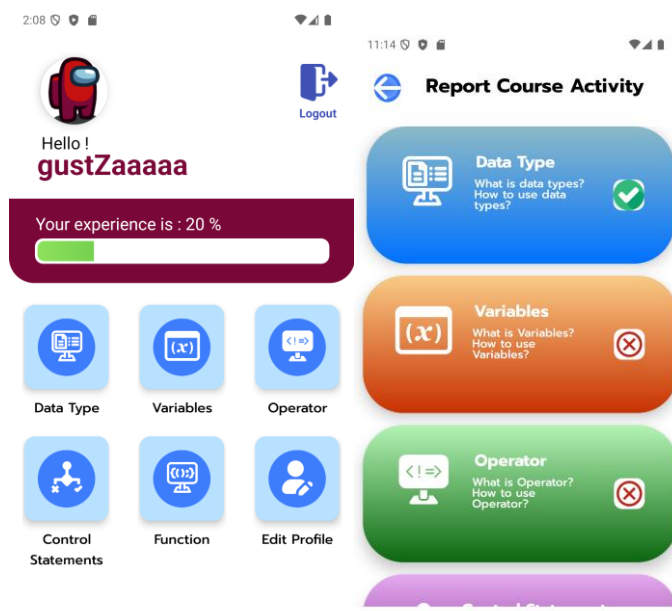 2:08
Logout
Hello !
gustZaaaaa
Your experience is : 20 %
Data Type
Variables
Operator
<!=>
(x)
Control
Statements
Function
Edit Profile
11:14
Report Course Activity
Data Type
What is data types?
How to use data
types?
(x)
Variables
What is Variables?
How to use
Variables?
<!=>
Operator
What is Operator?
How to use
Operator?